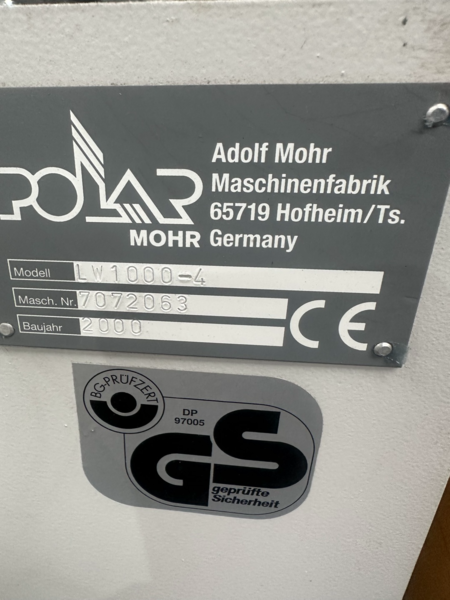 POLAR
MOHR
Adolf Mohr
Maschinenfabrik
65719 Hofheim/Ts.
Germany
Modell LW1000-4
Masch. Nr. 7072063
Baujahr 2000
CE
BG-PRÜFZERT
DP
97005
GS
geprüfte
Sicherheit